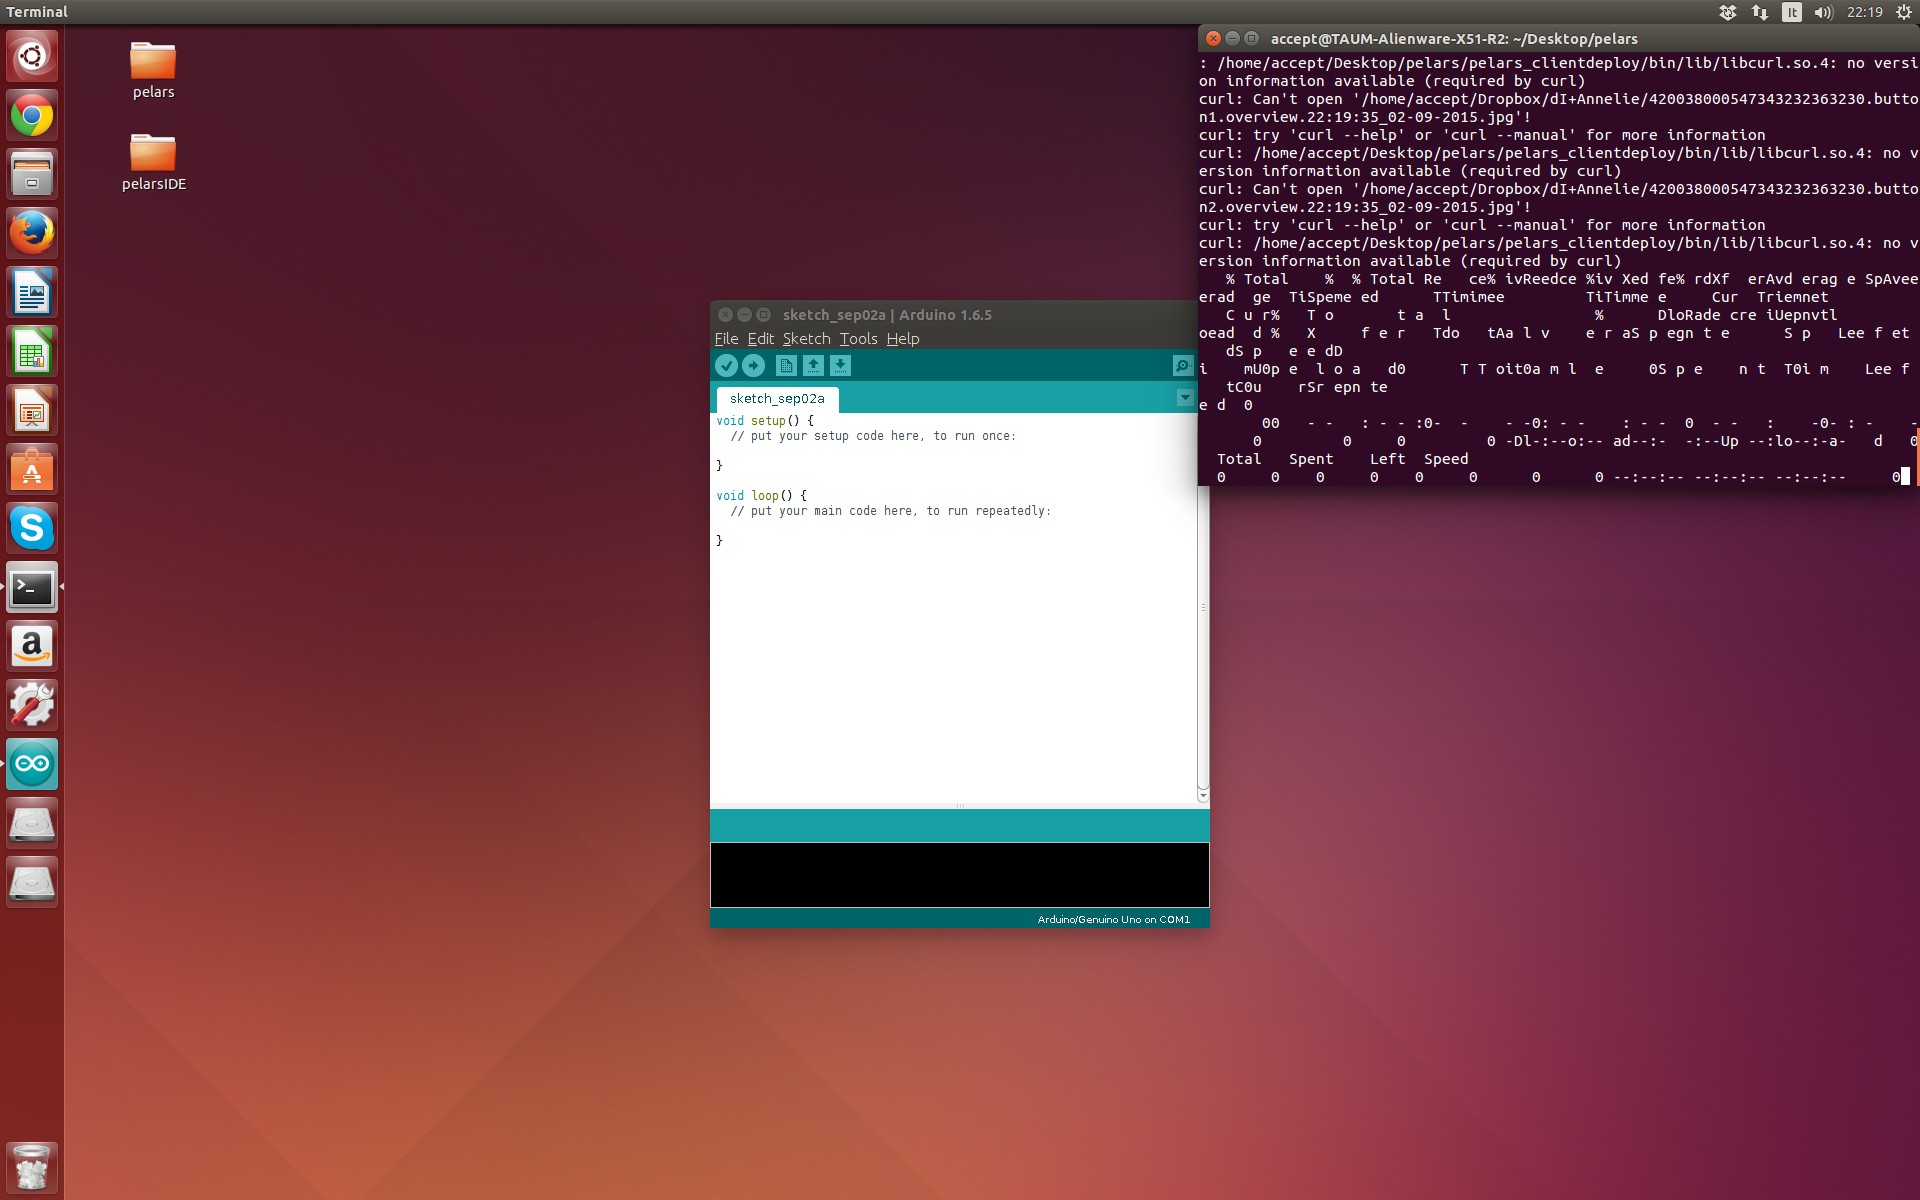 Terminal
It
22:19
pelars
pelarsIDE
accept@TAUM-Alienware-X51-R2: ~/Desktop/pelars
: /home/accept/Desktop/pelars/pelars_clientdeploy/bin/lib/libcurl.so.4: no versi
on information available (required by curl)
curl: Can't open '/home/accept/Dropbox/dI+Annelie/420038000547343232363230.butto
n1.overview.22:19:35_02-09-2015.jpg'!
curl: try 'curl --help' or 'curl --manual' for more information
curl: /home/accept/Desktop/pelars/pelars_clientdeploy/bin/lib/libcurl.so.4: no v
ersion information available (required by curl)
curl: Can't open '/home/accept/Dropbox/dI+Annelie/420038000547343232363230.butto
n2.overview.22:19:35_02-09-2015.jpg'!
curl: try 'curl --help' or 'curl --manual' for more information
curl: /home/accept/Desktop/pelars/pelars_clientdeploy/bin/lib/libcurl.so.4: no v
ersion information available (required by curl)
% Total % % Total Re ce% ivReedce %iv Xed fe% rdXf erAvd erag e SpAvee
erad ge TiSpeme ed TTimimee TiTimme e Cur Triemnet
C u r% T o t a l % DloRade cre iUepnvtl
oead d % X f e r Tdo tAa l v e r aS p egn t e S p Lee f et
dS p e e dD
i mU0p e l o a d0 T T oit0a m l e 0S p e n t T0i m Lee f
tC0u rSr epn te
e d 0
00 - - : - - :0- - - -0: - - : - - 0 - - : -0- : - -
0 0 0 0 -Dl-:--o:-- ad--:- -:--Up --:lo--:-a- d 0
Total Spent Left Speed
0 0 0 0 0 0 0 0 --:--:-- --:--:-- --:--:-- 0
sketch_sep02a | Arduino 1.6.5
File Edit Sketch Tools Help
sketch_sep02a
void setup() {
// put your setup code here, to run once:
}
void loop() {
// put your main code here, to run repeatedly:
}
Arduino/Genuino Uno on COM1